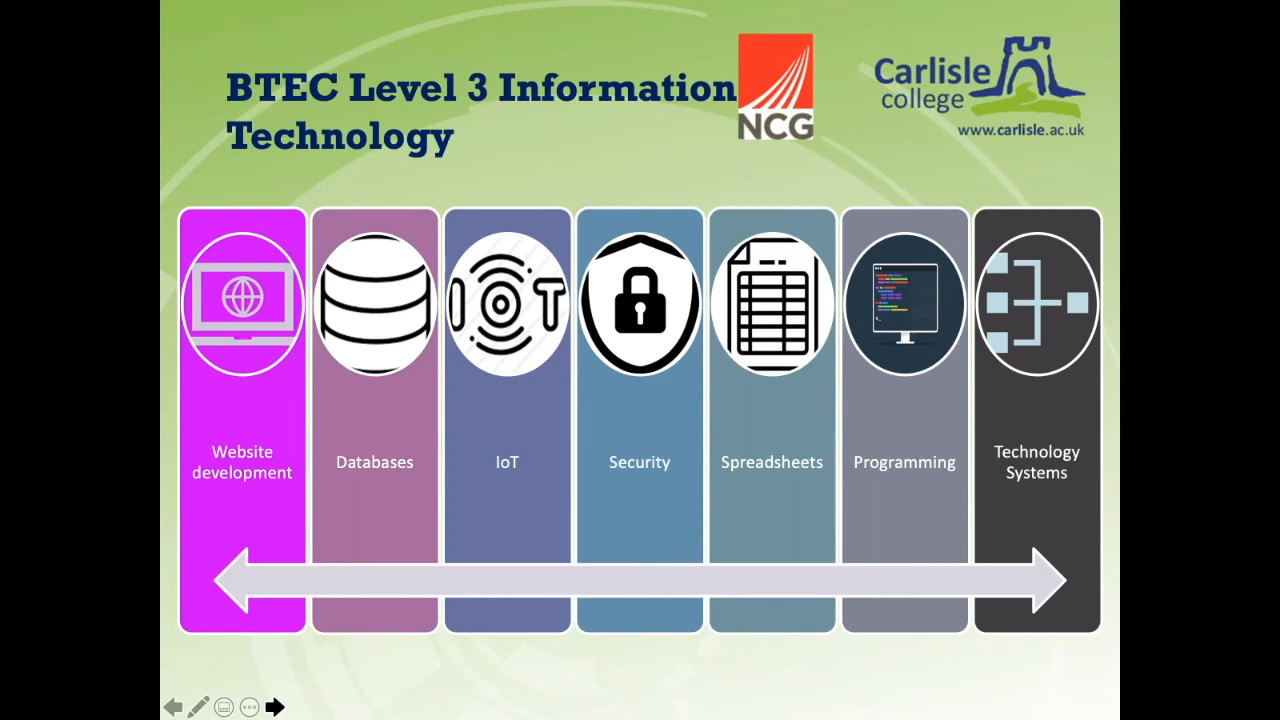 BTEC Level 3 Information
Technology
NCG
Carlisle
college
www.carlisle.ac.uk
IOT
Website
development
Databases
IoT
Security
Spreadsheets
Programming
Technology
Systems